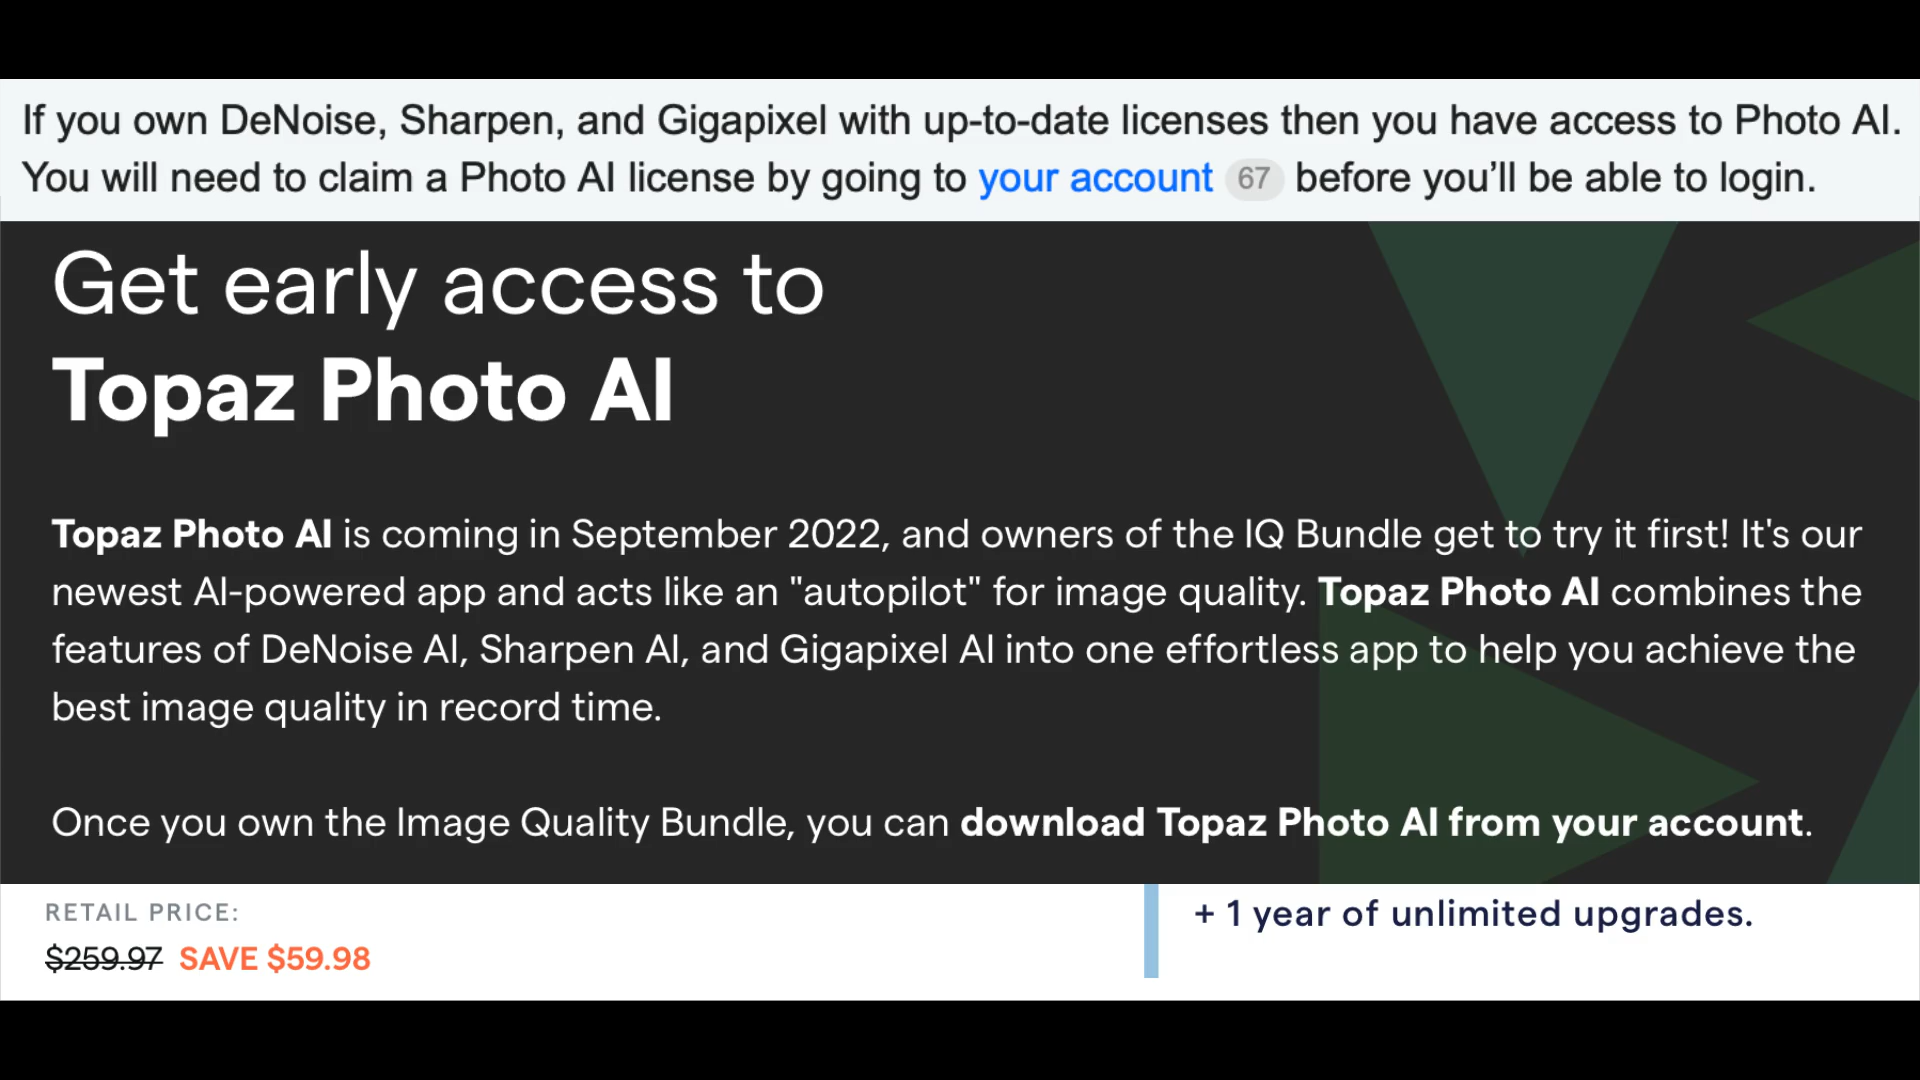 If you own DeNoise, Sharpen, and Gigapixel with up-to-date licenses then you have access to Photo AI.
You will need to claim a Photo AI license by going to your account 67 before you’ll be able to login.
Get early access to
Topaz Photo AI
Topaz Photo AI is coming in September 2022, and owners of the IQ Bundle get to try it first! It's our
newest AI-powered app and acts like an "autopilot" for image quality. Topaz Photo AI combines the
features of DeNoise AI, Sharpen AI, and Gigapixel AI into one effortless app to help you achieve the
best image quality in record time.
Once you own the Image Quality Bundle, you can download Topaz Photo AI from your account.
RETAIL PRICE:
$259.97 SAVE $59.98
+ 1 year of unlimited upgrades.